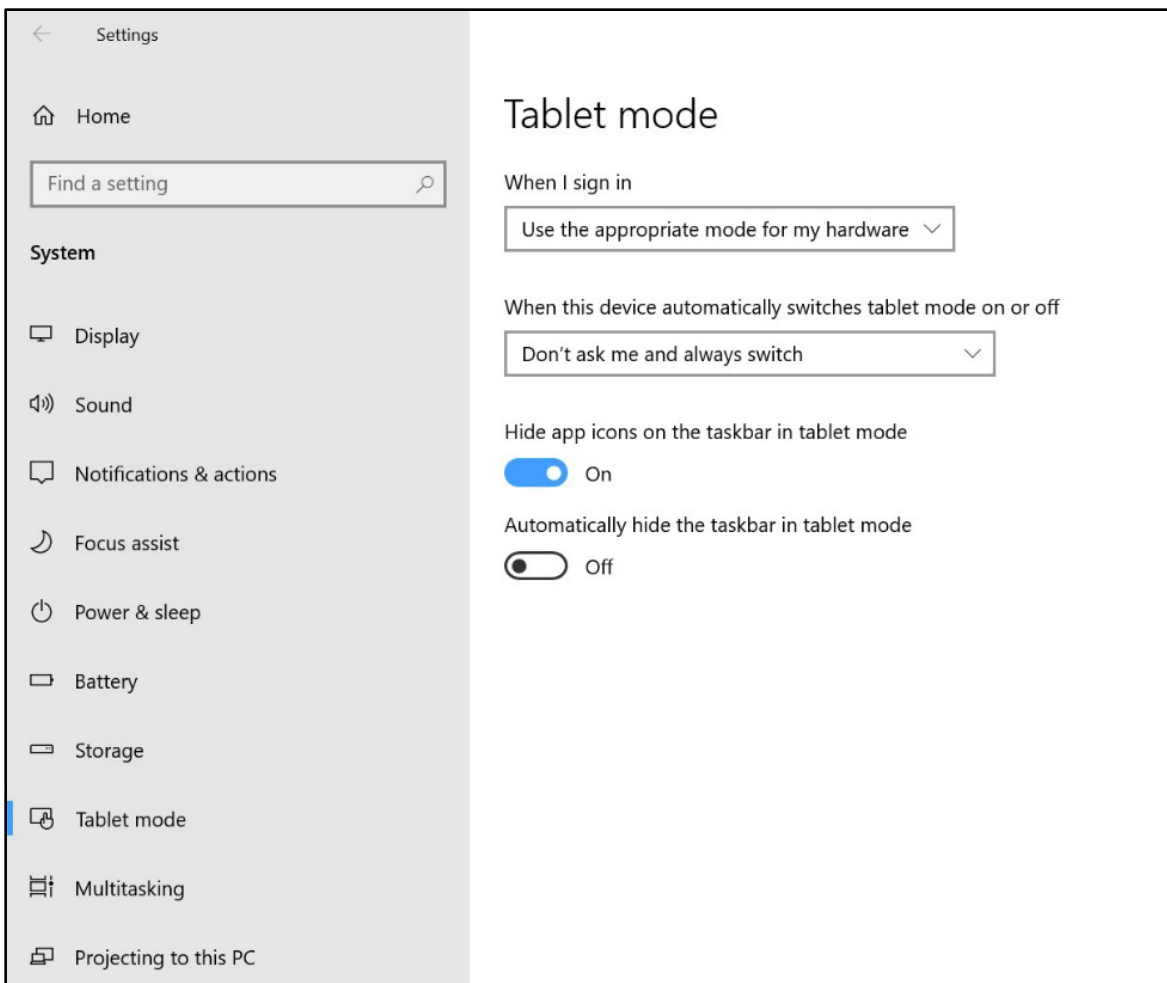 Settings
Home
Find a setting
System
Display
Sound
Notifications & actions
Focus assist
Power & sleep
Battery
Storage
Tablet mode
Multitasking
Projecting to this PC
Tablet mode
When I sign in
Use the appropriate mode for my hardware
When this device automatically switches tablet mode on or off
Don't ask me and always switch
Hide app icons on the taskbar in tablet mode
On
Automatically hide the taskbar in tablet mode
Off